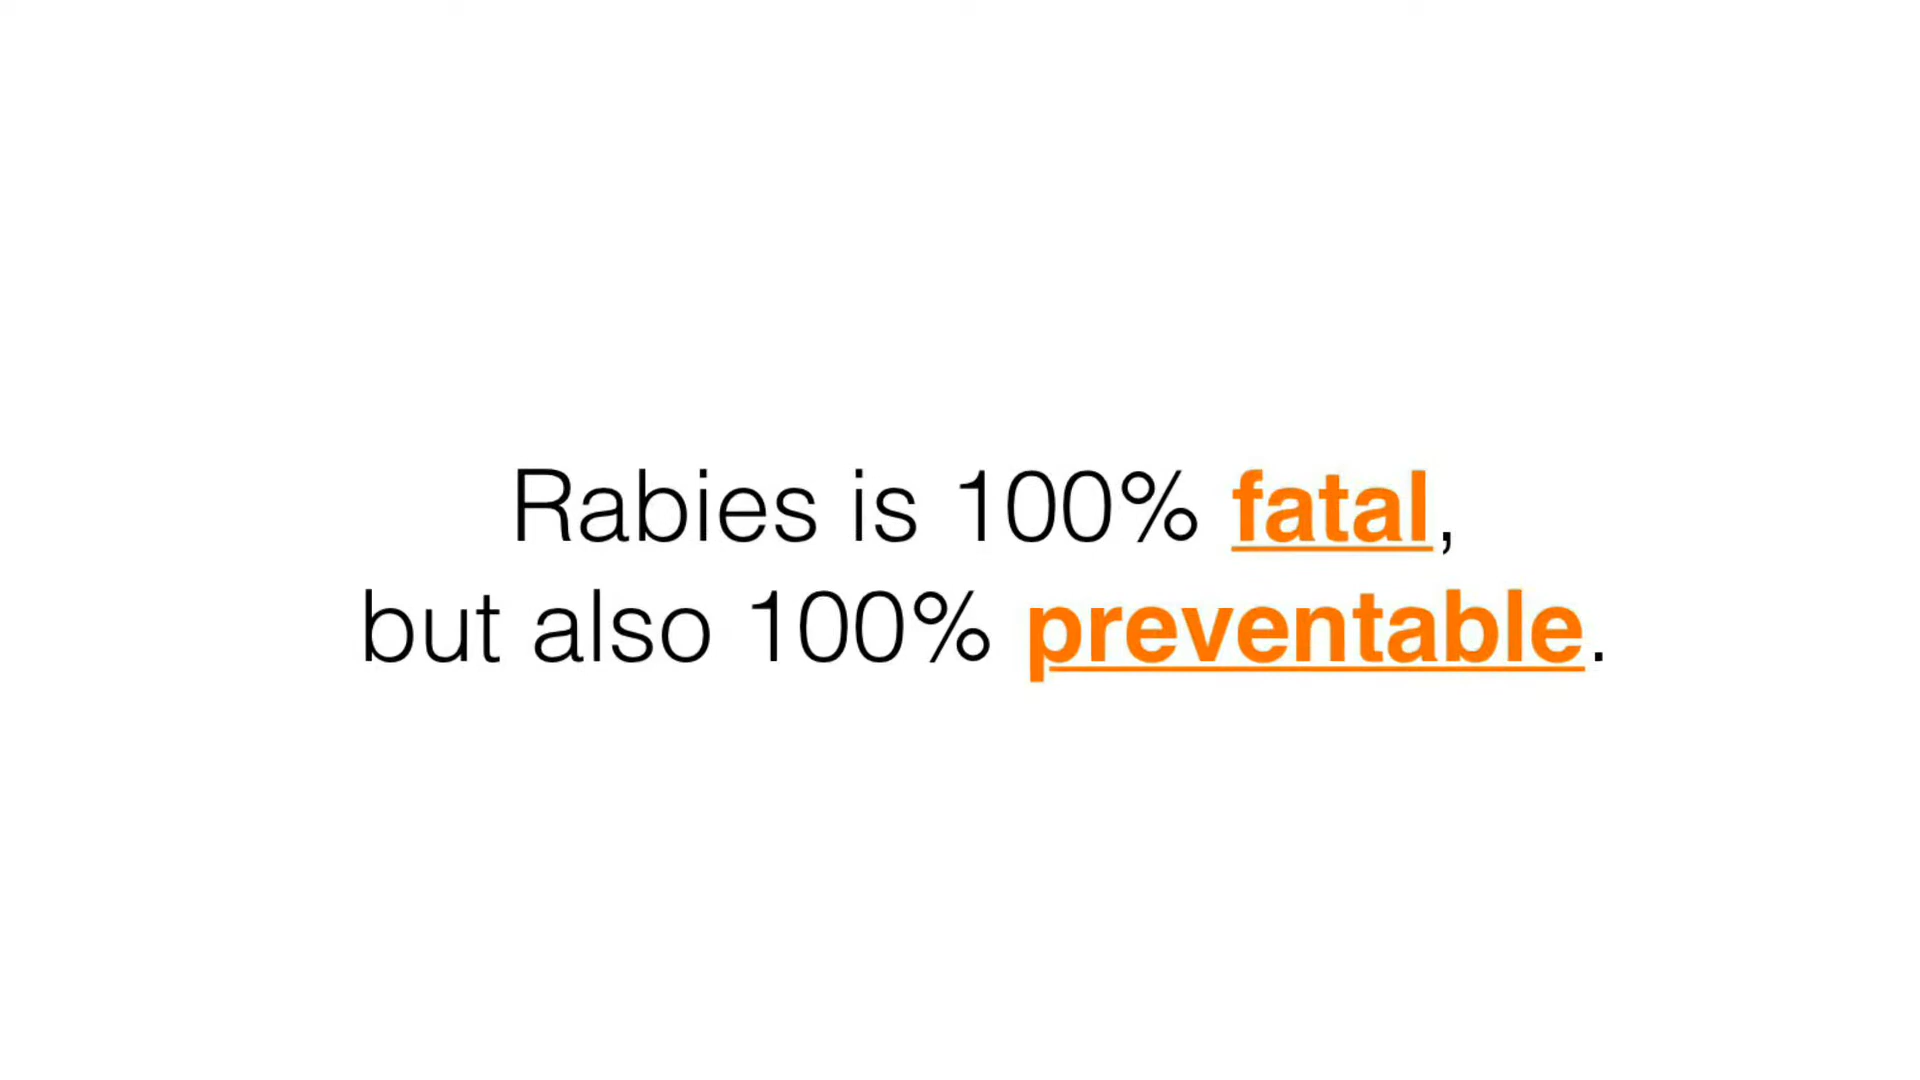 Rabies is 100% fatal,
but also 100% preventable.